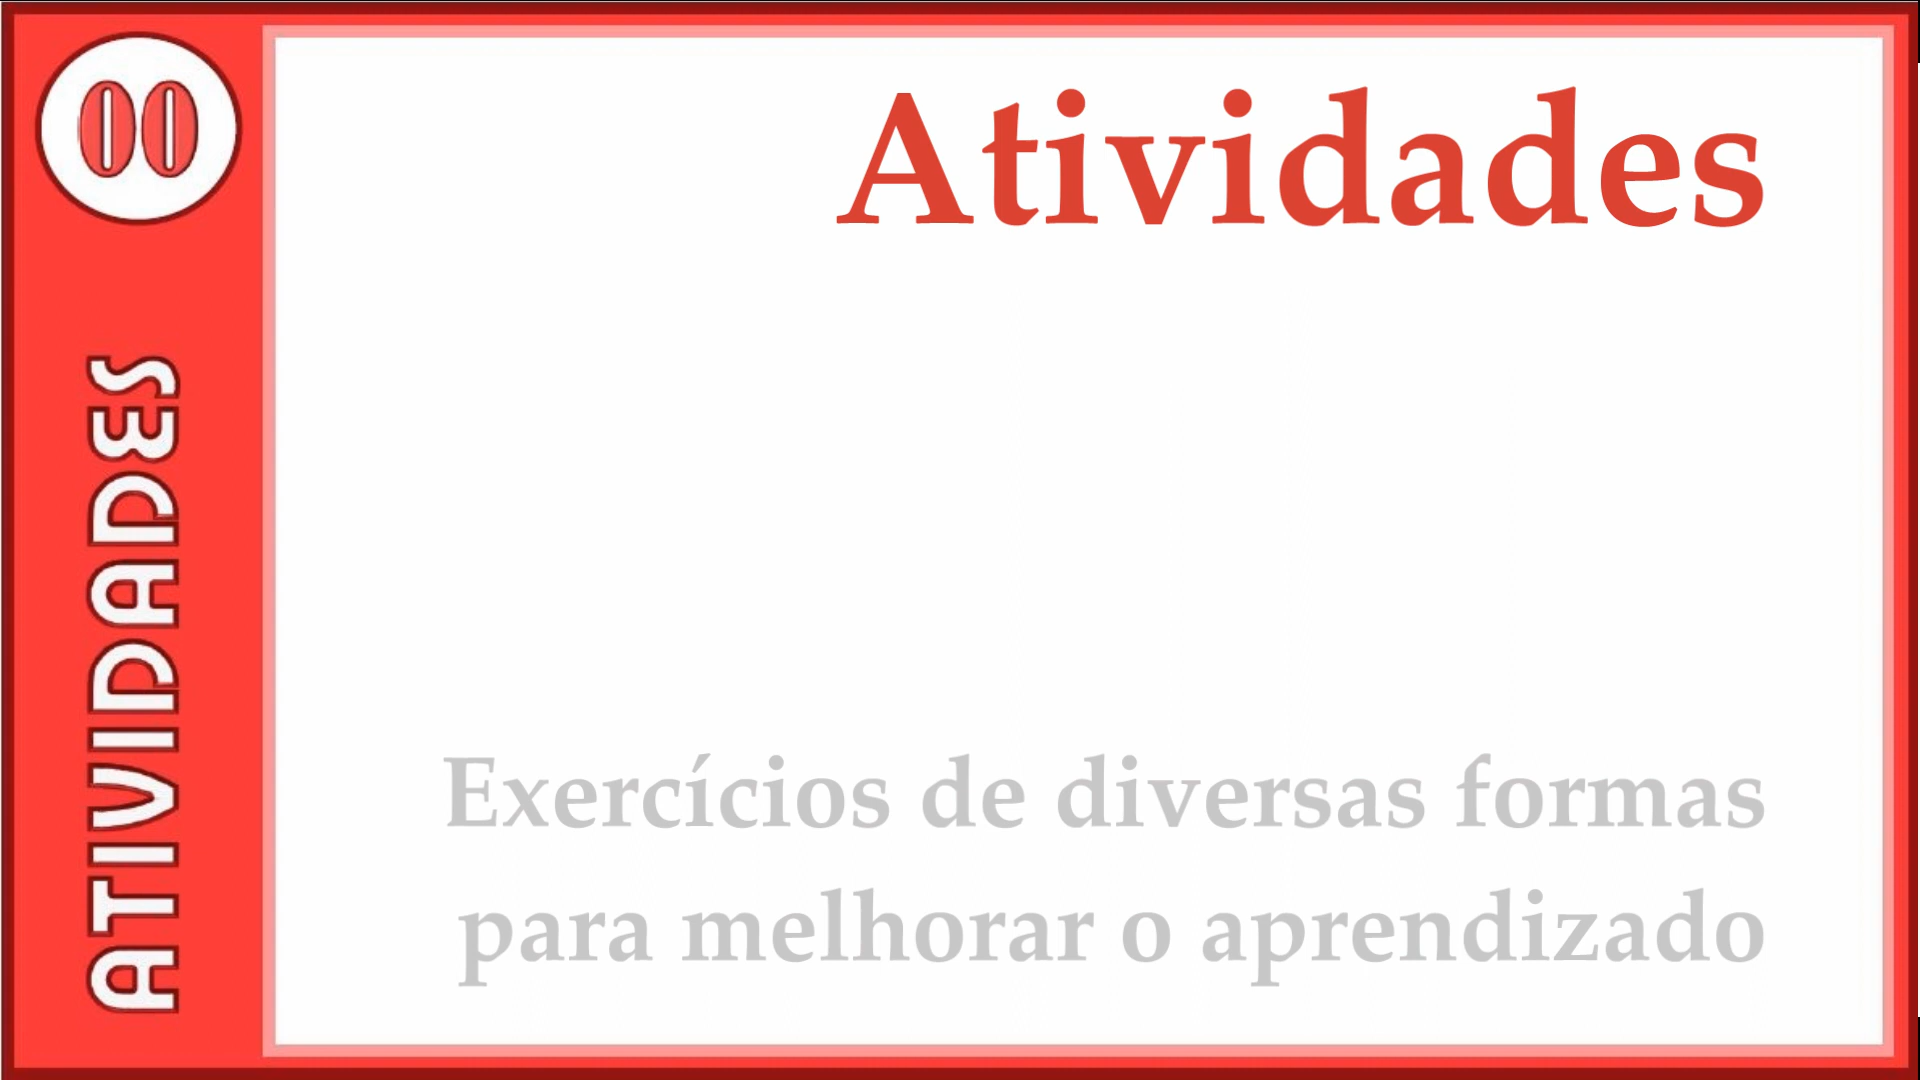 00
ATIVIDADES
Atividades
Exercícios de diversas formas
para melhorar o aprendizado